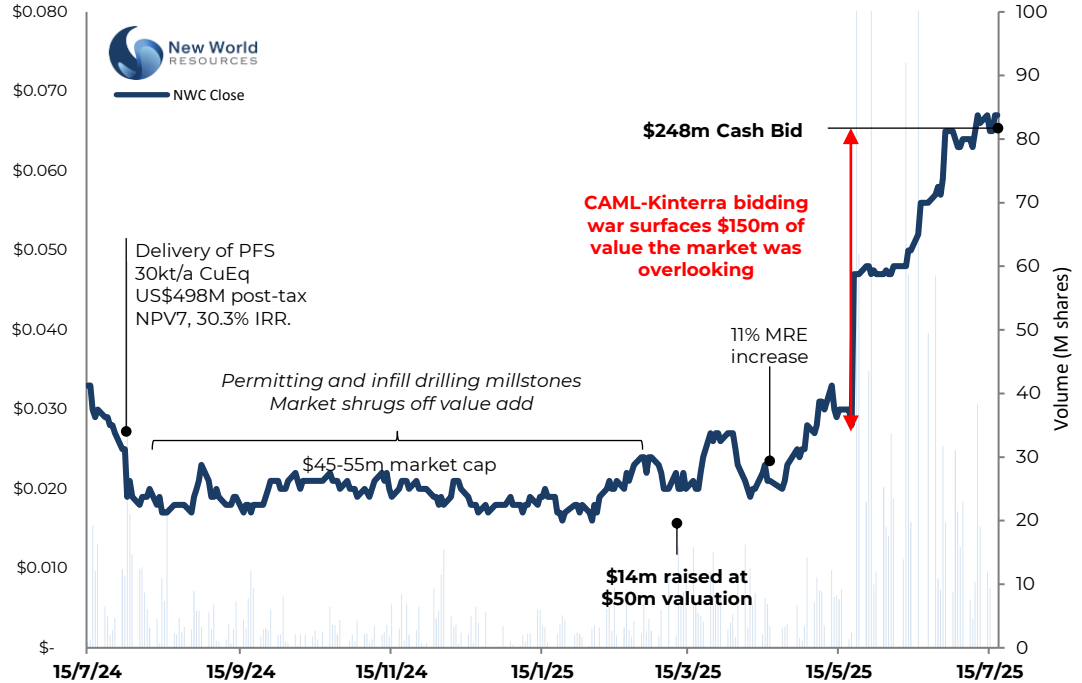 New World
RESOURCES
NWC Close
$0.080
$0.070
$0.060
$0.050
$0.040
$0.030
$0.020
$0.010
$-
Delivery of PFS
30kt/a CuEq
US$498M post-tax
NPV7, 30.3% IRR.
Permitting and infill drilling millstones
Market shrugs off value add
$45-55m market cap
$248m Cash Bid
CAML-Kinterra bidding
war surfaces $150m of
value the market was
overlooking
11% MRE
increase
$14m raised at
$50m valuation
100
90
80
70
60
50
40
30
20
10
0
Volume (M shares)
15/7/24
15/9/24
15/11/24
15/1/25
15/3/25
15/5/25
15/7/25